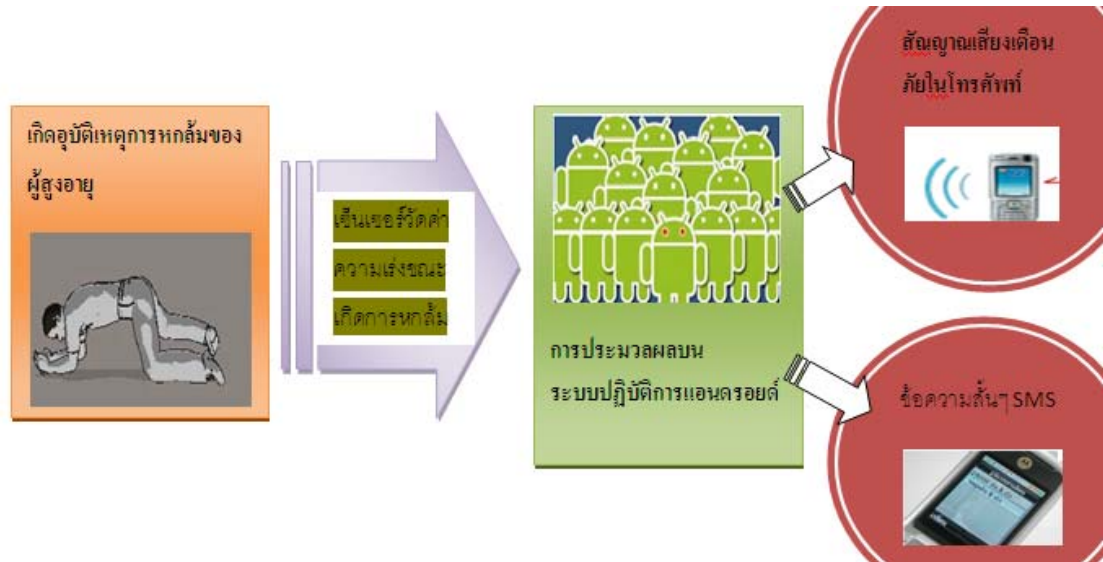 เกิดอุบัติเหตุการหกล้มของ
ผู้สูงอายุ
เซ็นเซอร์วัดค่า
ความเร่งขณะ
เกิดการหกล้ม
การประมวลผลบน
ระบบปฏิบัติการแอนดรอยด์
สัญญาณเสียงเตือน
ภัยในโทรศัพท์
ข้อความสั้นๆ SMS